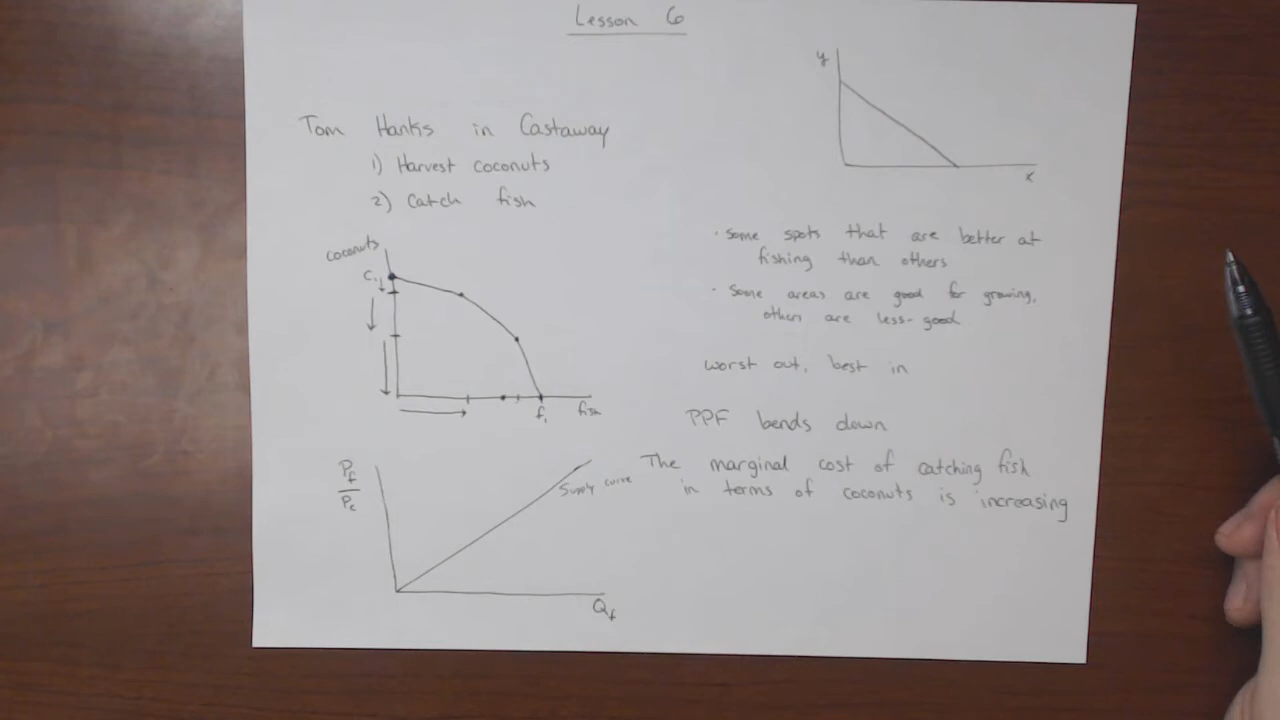 Lesson 6
y
x
Tom Hanks in Castaway
1) Harvest coconuts
2) Catch fish
coconuts
C₁
f₁
fish
• Some spots that are better at
fishing than others
• Some areas are good for growing,
others are less-good
worst out, best in
PPF bends down
The marginal cost of catching fish
in terms of coconuts is increasing
Pf
Pc
Supply curve
Qf